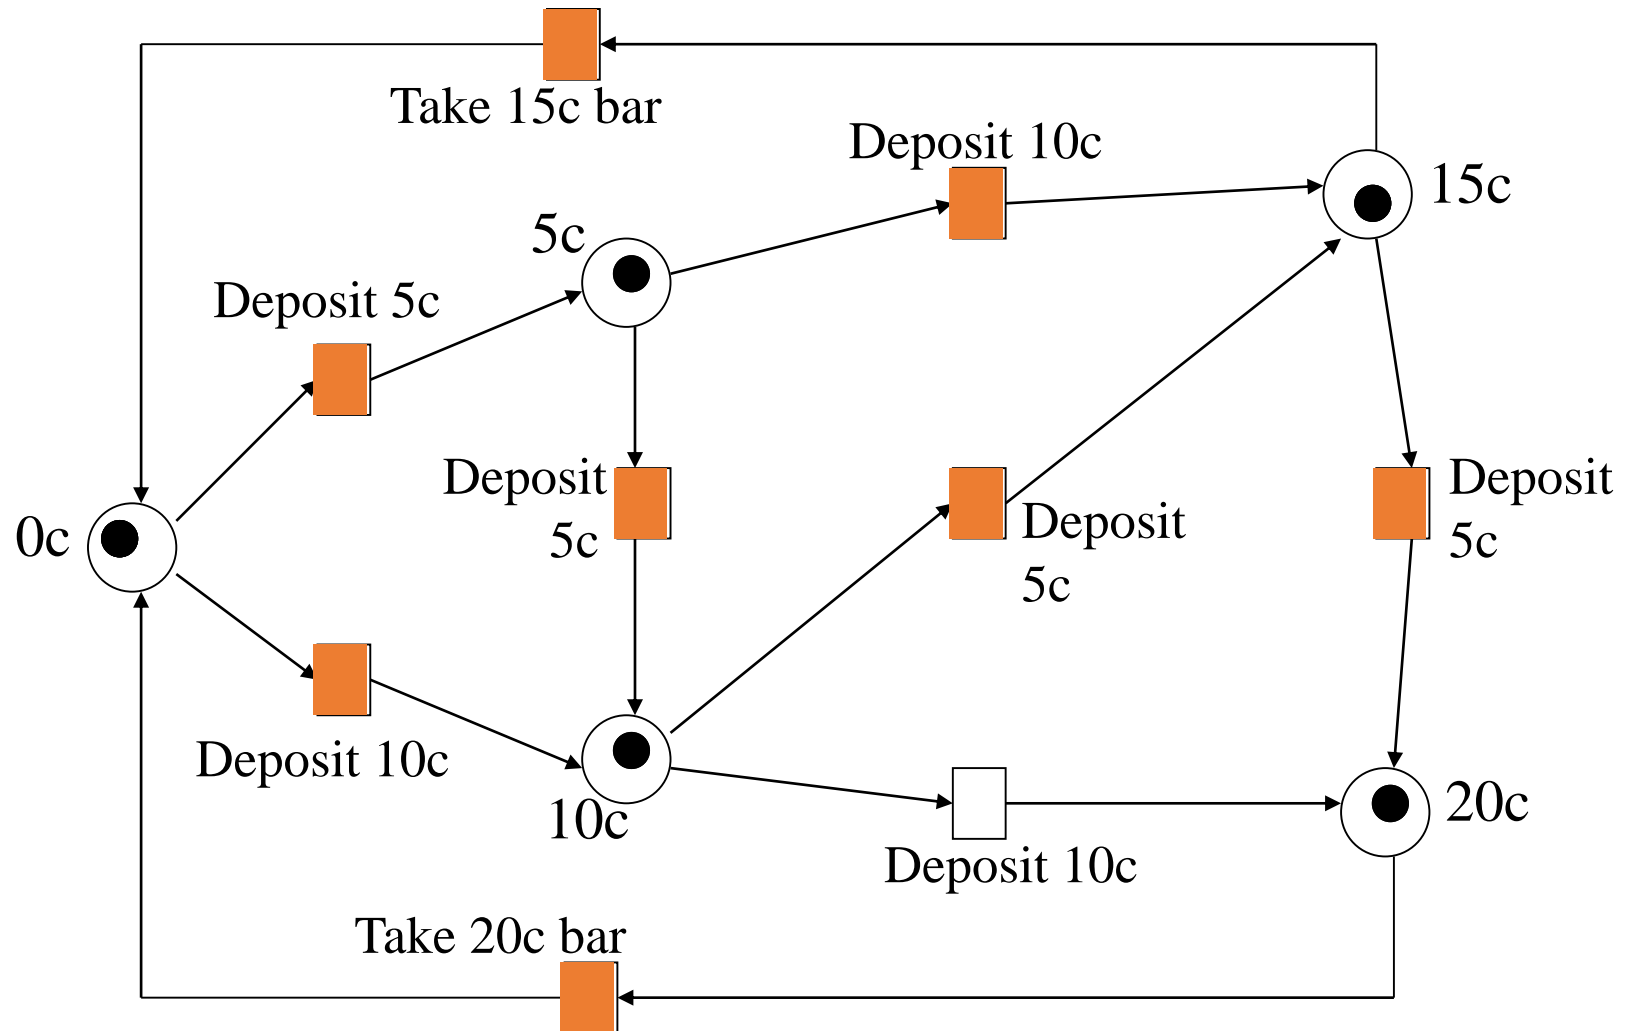 Take 15c bar
Deposit 10c
15c
5c
Deposit 5c
Deposit
5c
Deposit
5c
Deposit
5c
0c
Deposit 10c
10c
20c
Deposit 10c
Take 20c bar